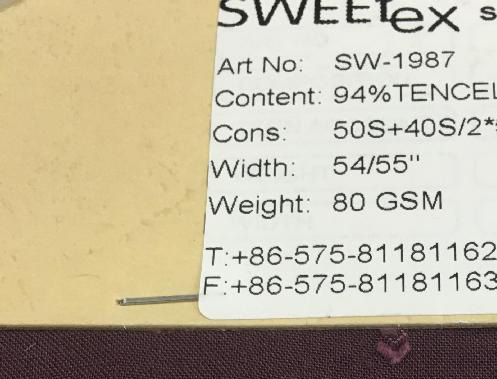 SWEETex s
Art No: SW-1987
Content: 94%TENCEL
Cons: 50S+40S/2*
Width: 54/55"
Weight: 80 GSM
T:+86-575-81181162
F:+86-575-81181163